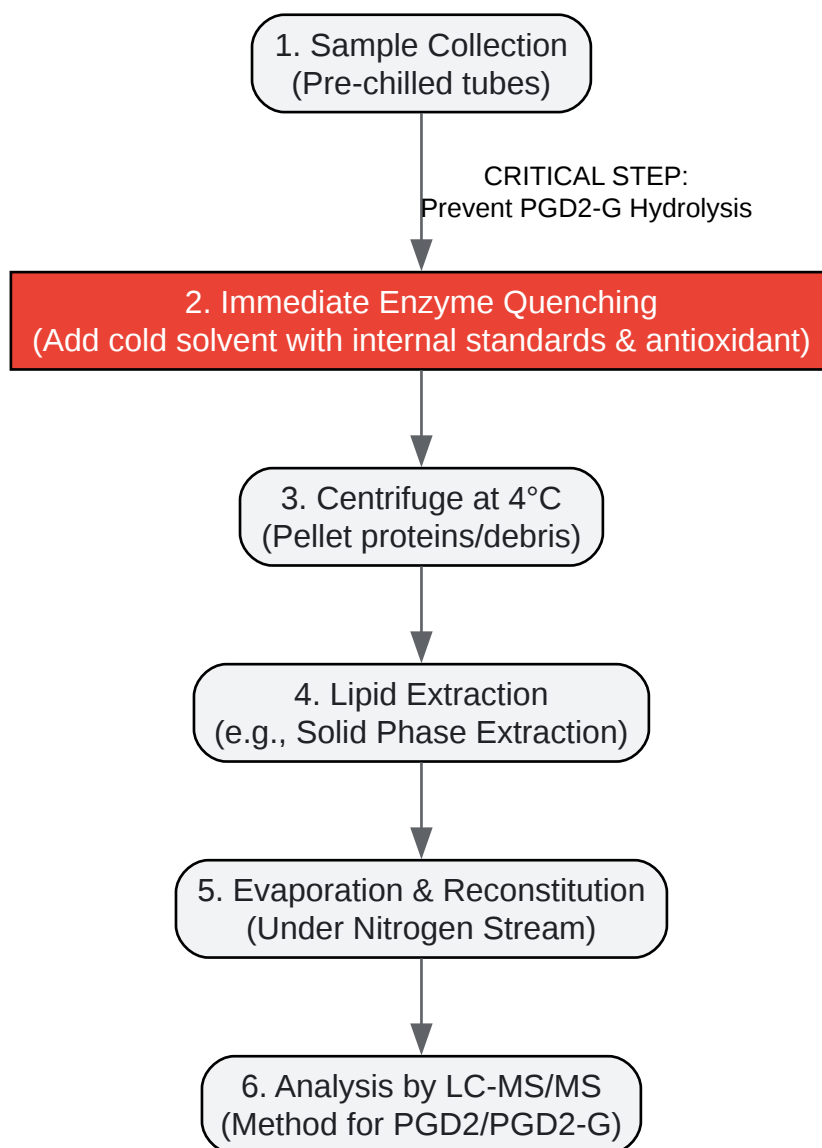 1. Sample Collection
(Pre-chilled tubes)
CRITICAL STEP:
Prevent PGD2-G Hydrolysis
2. Immediate Enzyme Quenching
(Add cold solvent with internal standards & antioxidant)
3. Centrifuge at 4°C
(Pellet proteins/debris)
4. Lipid Extraction
(e.g., Solid Phase Extraction)
5. Evaporation & Reconstitution
(Under Nitrogen Stream)
6. Analysis by LC-MS/MS
(Method for PGD2/PGD2-G)